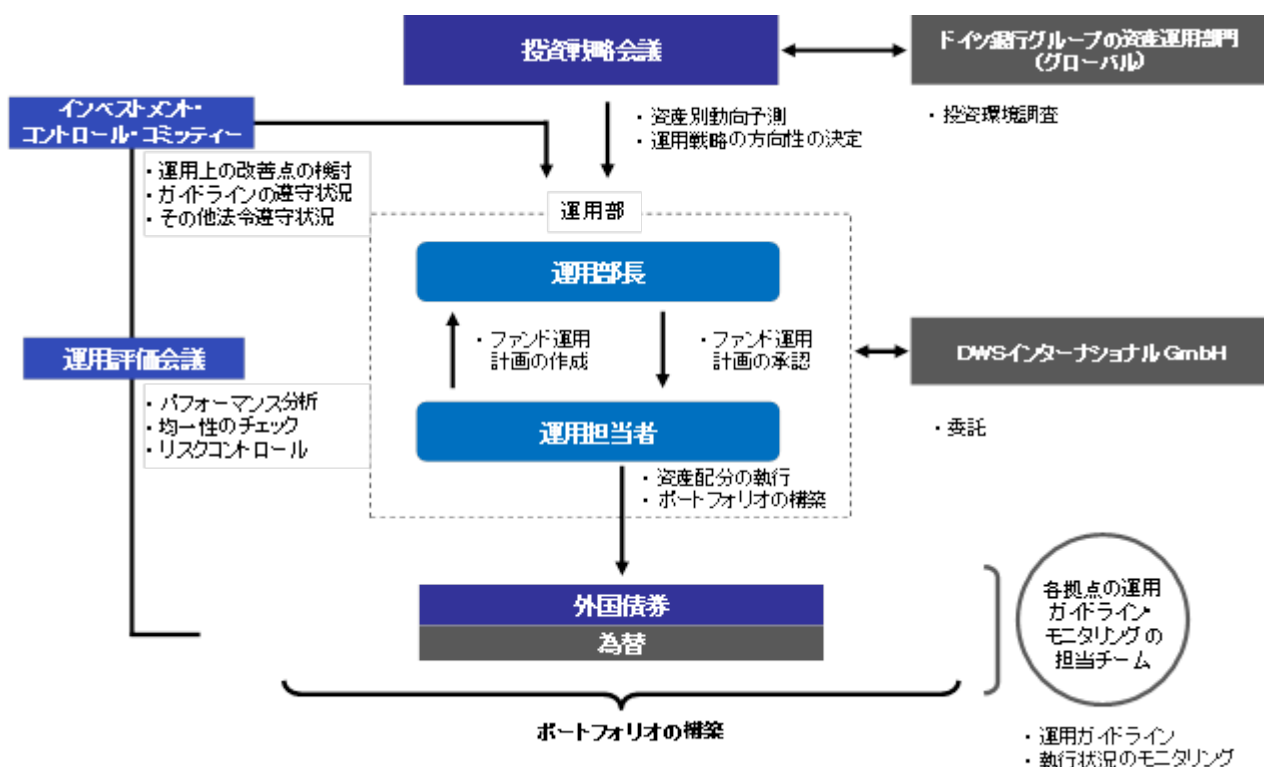 投資戦略会議
ドイツ銀行グループの資産運用部門
(グローバル)
・投資環境調査
・資産別動向予測
・運用戦略の方向性の決定
インベストメント・
コントロール・コミッティー
・運用上の改善点の検討
・ガイドラインの遵守状況
・その他法令遵守状況
運用部
運用部長
・ファンド運用
計画の作成
・ファンド運用
計画の承認
運用評価会議
・パフォーマンス分析
・均一性のチェック
・リスクコントロール
DWSインターナショナルGmbH
・委託
運用担当者
・資産配分の執行
・ポートフォリオの構築
外国債券
為替
各拠点の運用
ガイドライン・
モニタリングの
担当チーム
ポートフォリオの構築
・運用ガイドライン
・執行状況のモニタリング